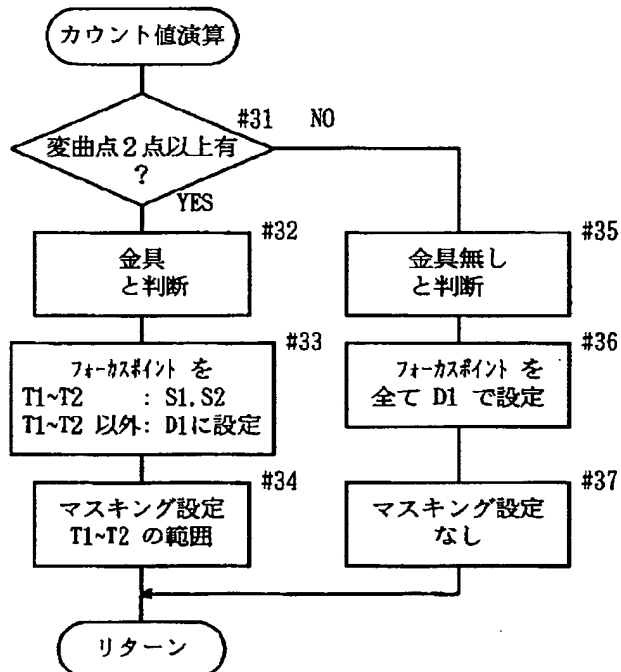 カウント値演算
#31
NO
変曲点2点以上有
?
YES
#32
金具
と判断
#33
フォーカスポイント を
T1~T2 : S1.S2
T1~T2 以外: D1に設定
#34
マスキング設定
T1~T2 の範囲
#35
金具無し
と判断
#36
フォーカスポイント を
全て D1 で設定
#37
マスキング設定
なし
リターン